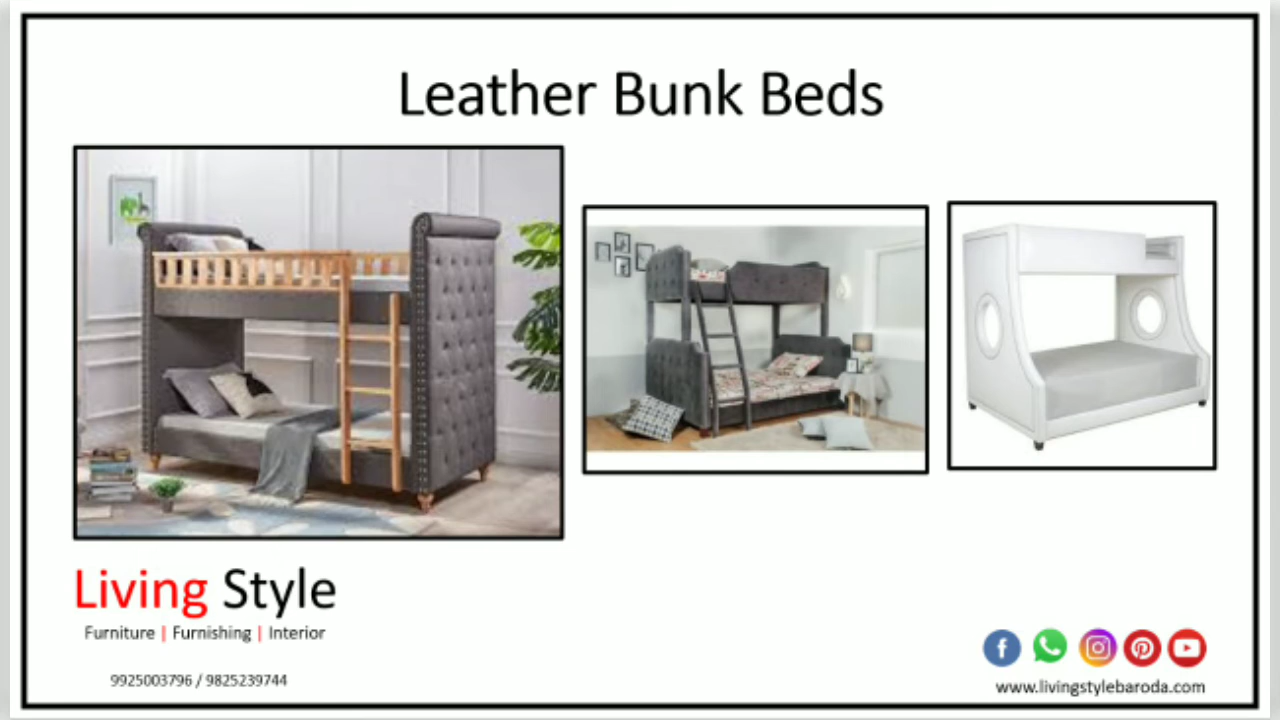 Leather Bunk Beds
Living Style
Furniture | Furnishing | Interior
9925003796 / 9825239744
www.livingstylebaroda.com